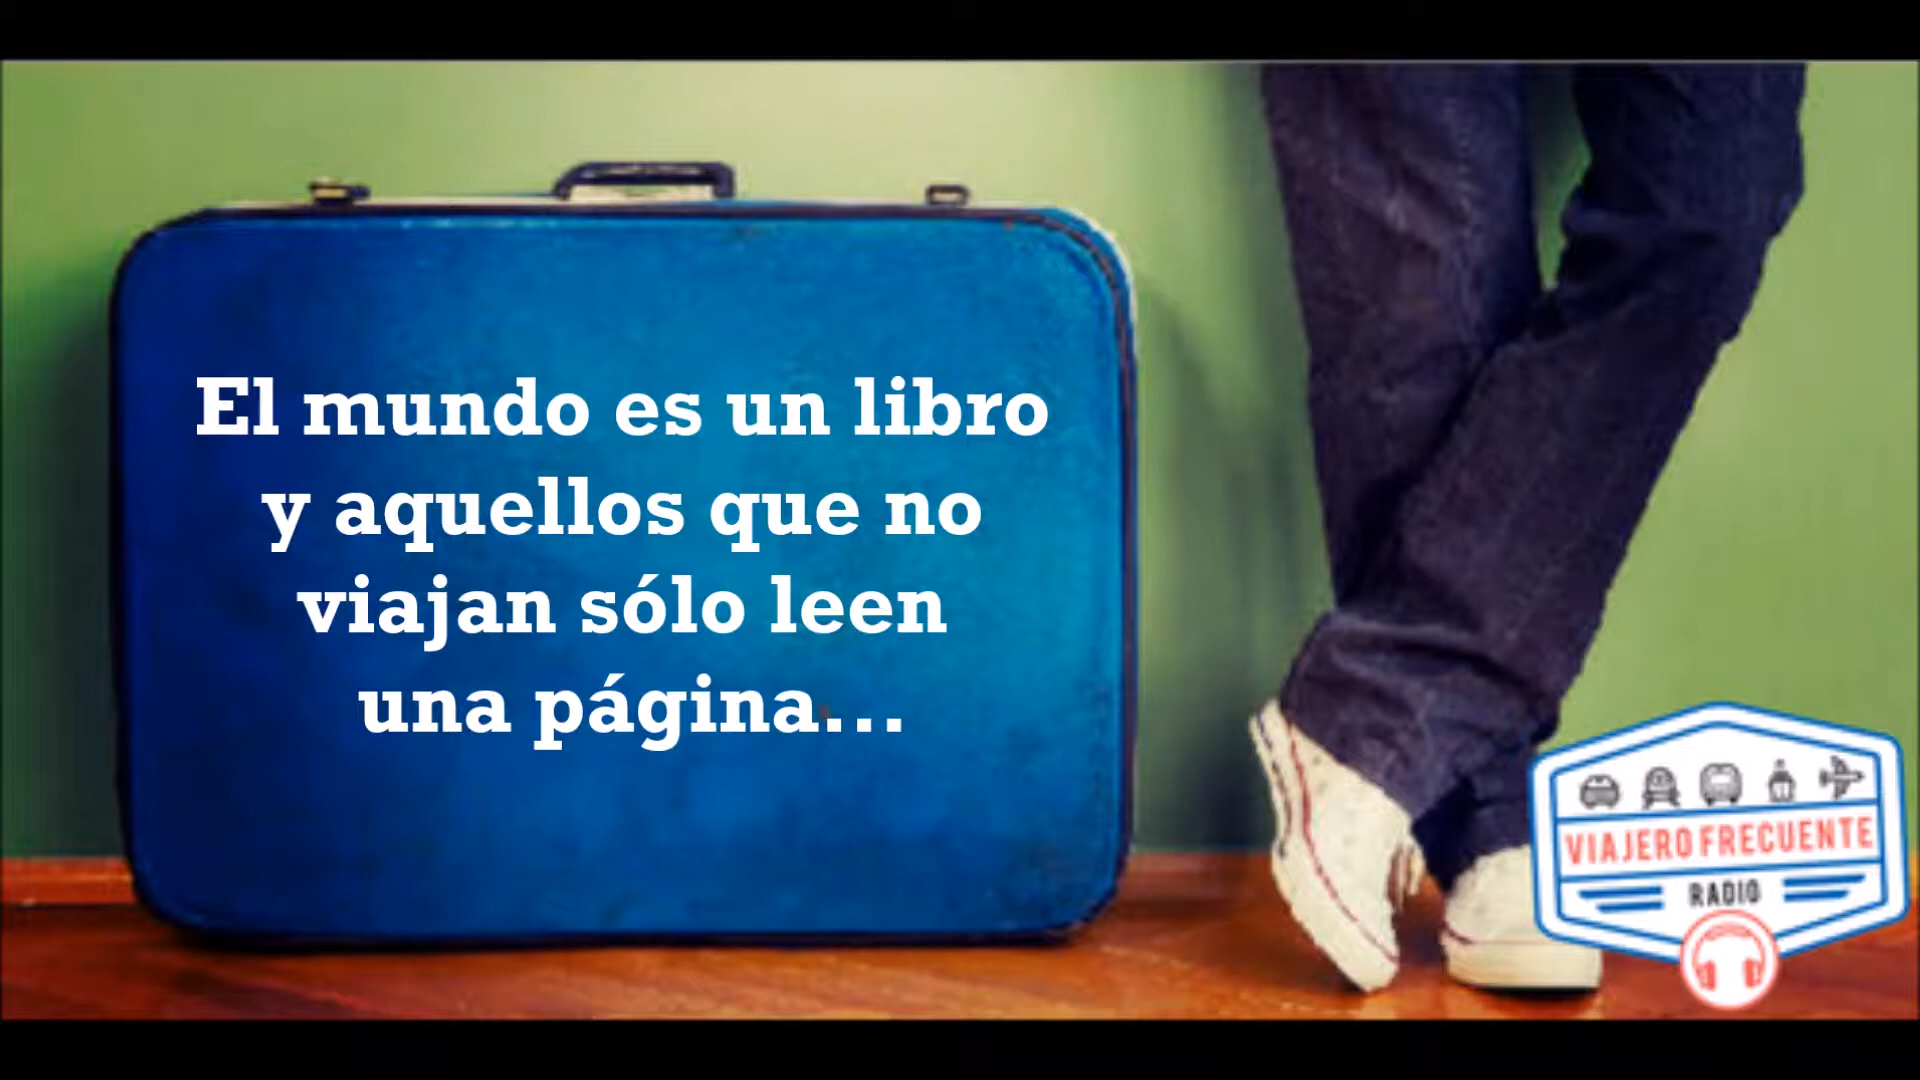 El mundo es un libro
y aquellos que no
viajan sólo leen
una página...
VIAJERO FRECUENTE
RADIO